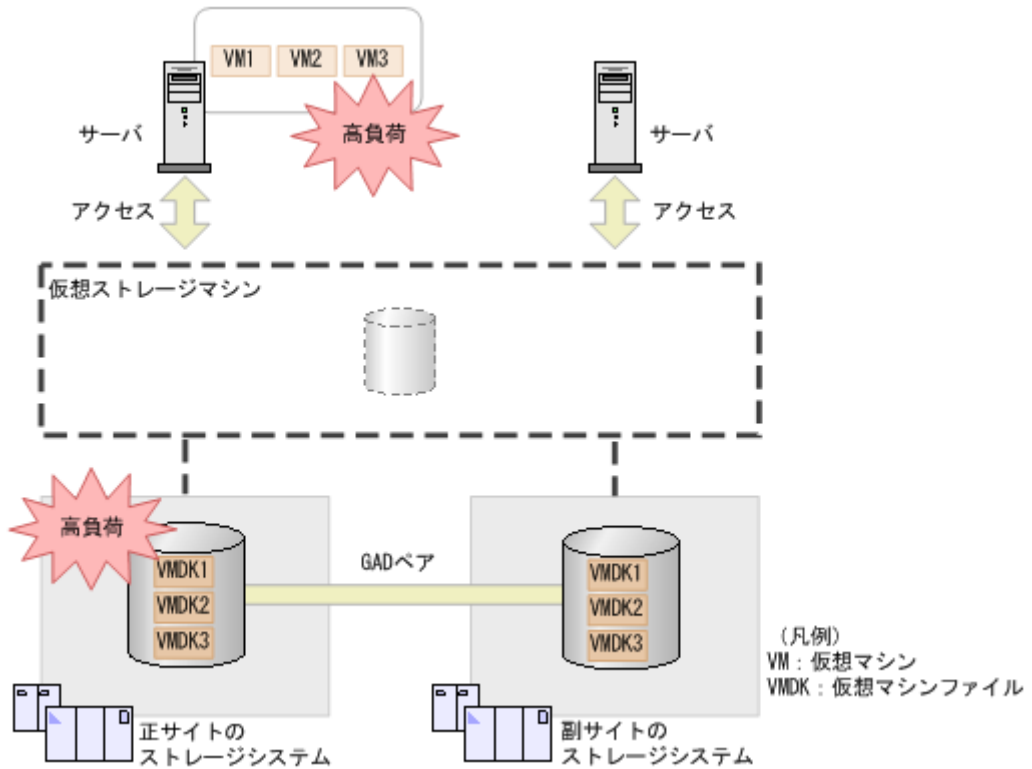 VM1 VM2 VM3
高負荷
サーバ
サーバ
アクセス
アクセス
仮想ストレージマシン
高負荷
GADペア
VMDK1
VMDK2
VMDK3
VMDK1
VMDK2
VMDK3
(凡例)
VM:仮想マシン
VMDK:仮想マシンファイル
正サイトの
ストレージシステム
副サイトの
ストレージシステム